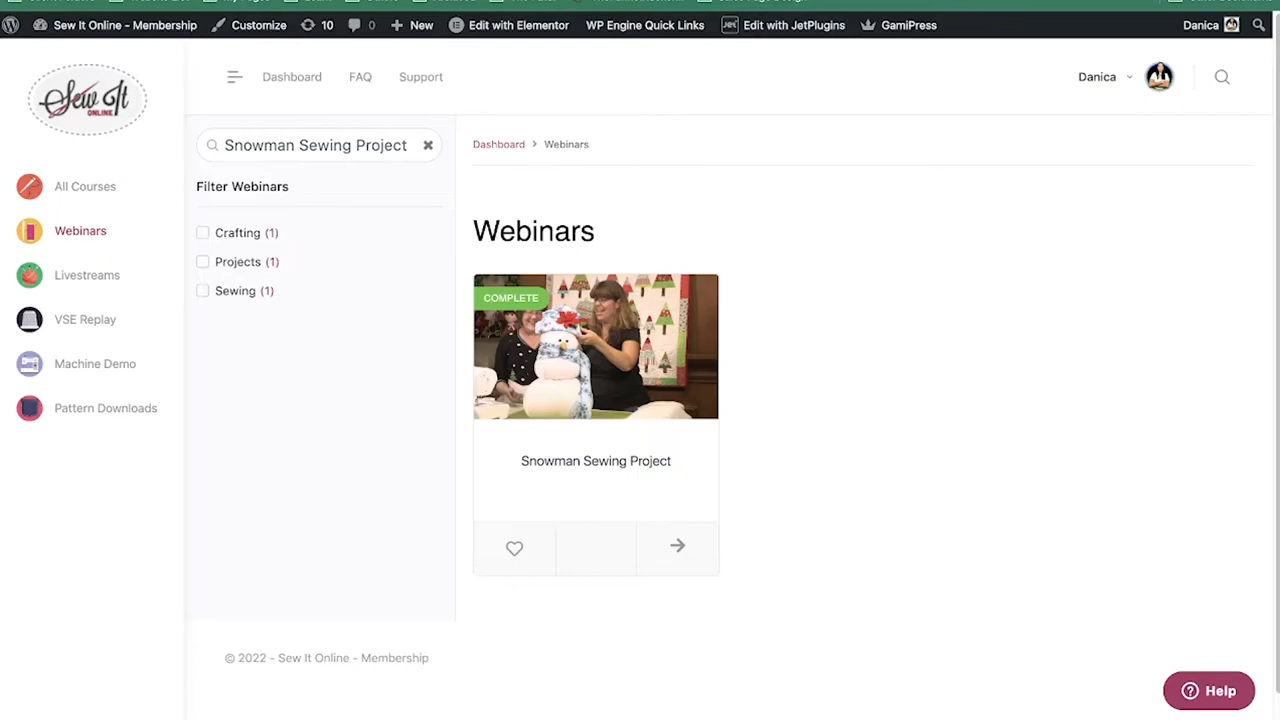 Sew It Online - Membership
Customize
10
0
New
Edit with Elementor
WP Engine Quick Links
Edit with JetPlugins
GamiPress
Danica
Sew It
ONLINE
Dashboard
FAQ
Support
Danica
All Courses
Webinars
Livestreams
VSE Replay
Machine Demo
Pattern Downloads
Snowman Sewing Project
Filter Webinars
Crafting (1)
Projects (1)
Sewing (1)
Dashboard > Webinars
Webinars
COMPLETE
Snowman Sewing Project
© 2022 - Sew It Online - Membership
Help